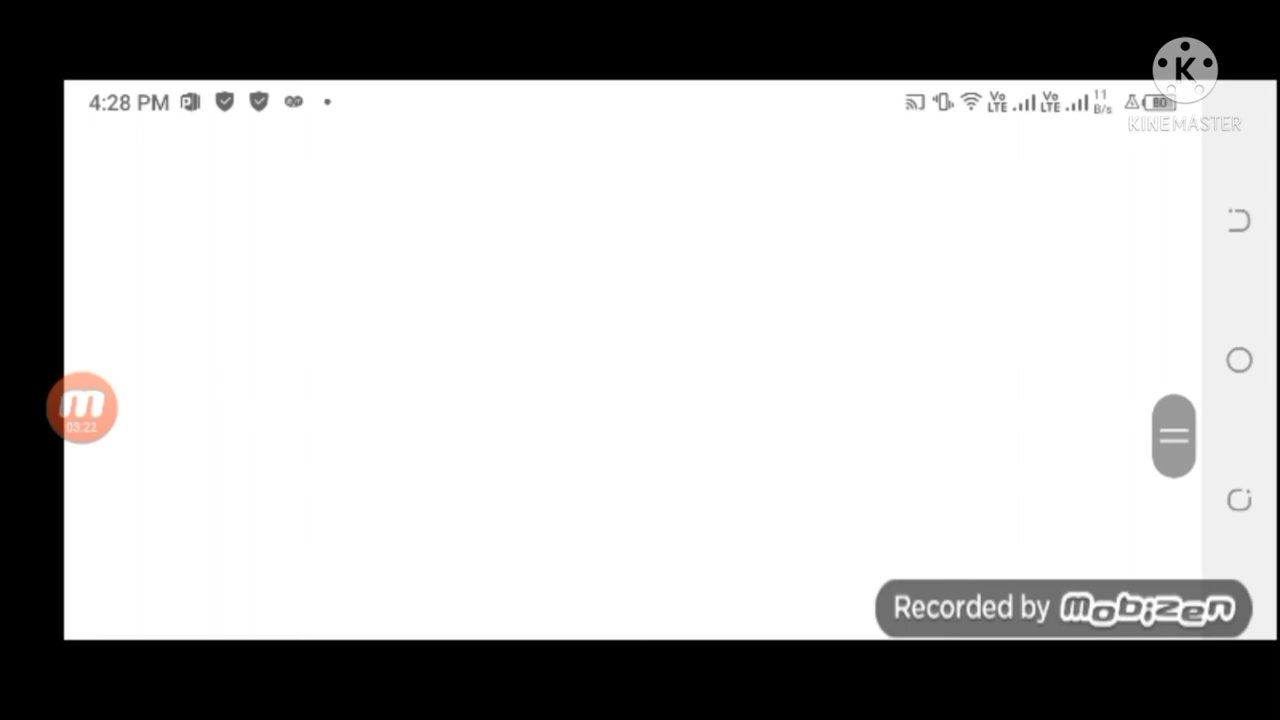 4:28 PM
Vo LTE Vo LTE 11 B/s 80
K
KINEMASTER
m
03:22
Recorded by mobizen